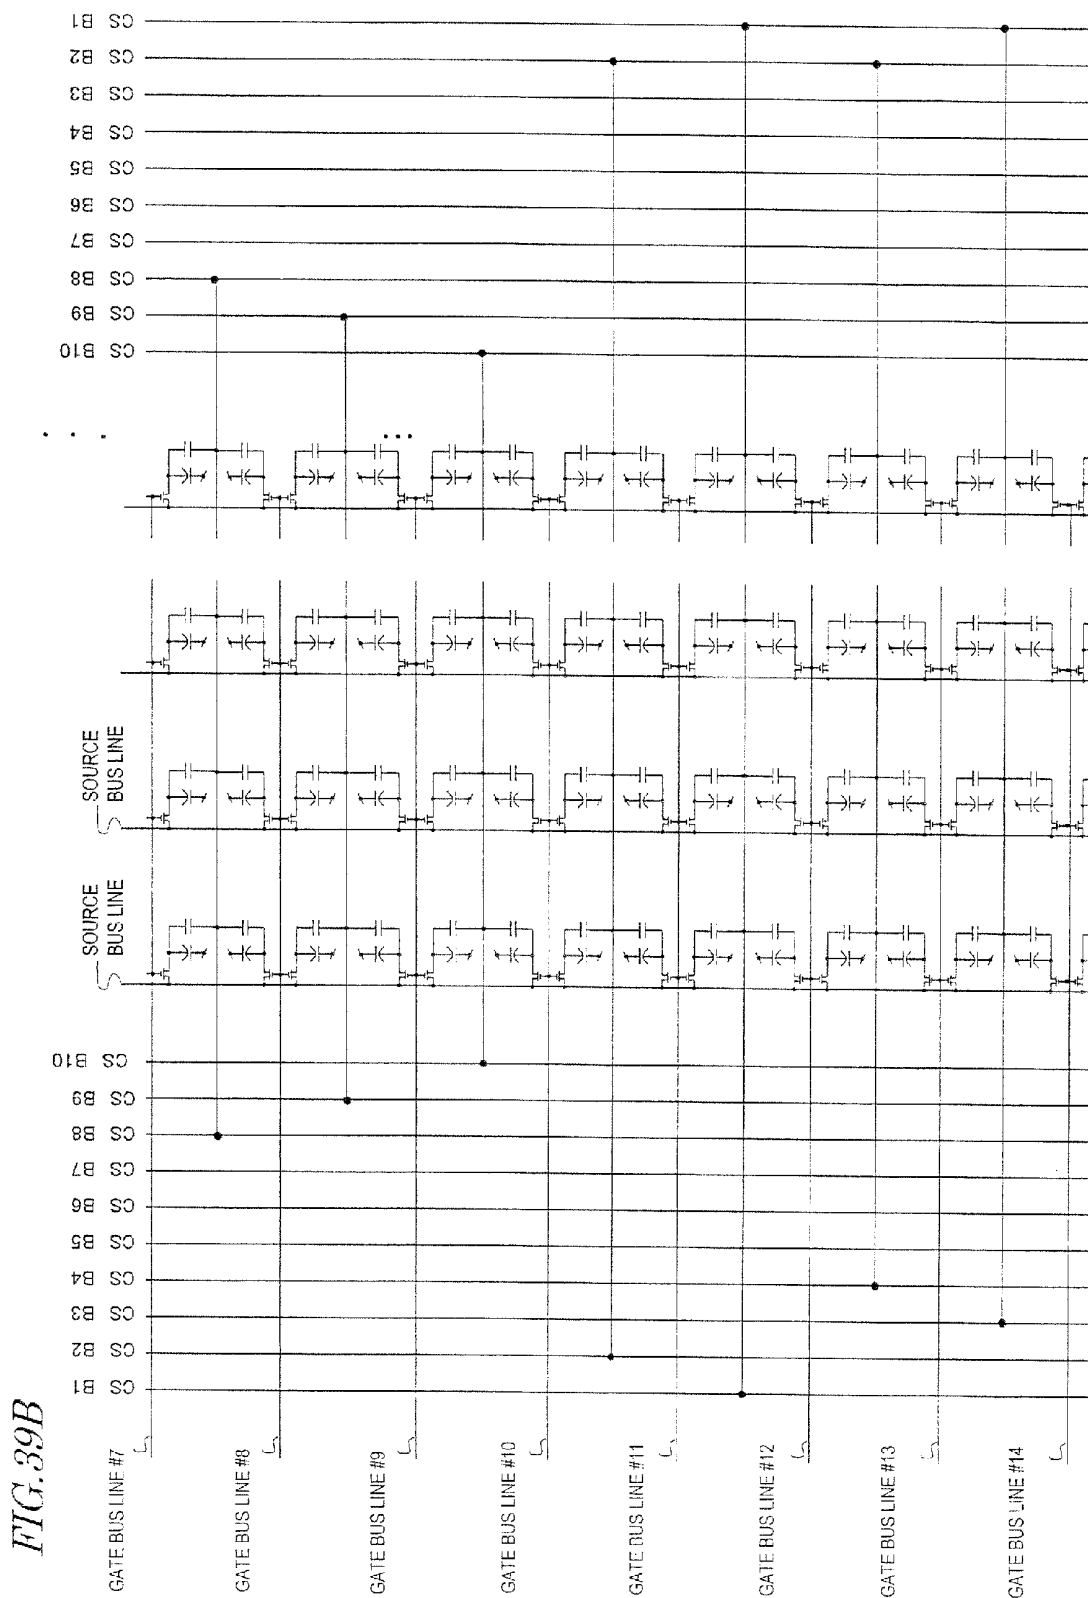 FIG.39B
CS B1
CS B2
CS B3
CS B4
CS B5
CS B6
CS B7
CS B8
CS B9
CS B10
SOURCE
BUS LINE
SOURCE
BUS LINE
CS B10
CS B9
CS B8
CS B7
CS B6
CS B5
CS B4
CS B3
CS B2
CS B1
GATE BUS LINE #7
GATE BUS LINE #8
GATE BUS LINE #9
GATE BUS LINE #10
GATE BUS LINE #11
GATE BUS LINE #12
GATE BUS LINE #13
GATE BUS LINE #14